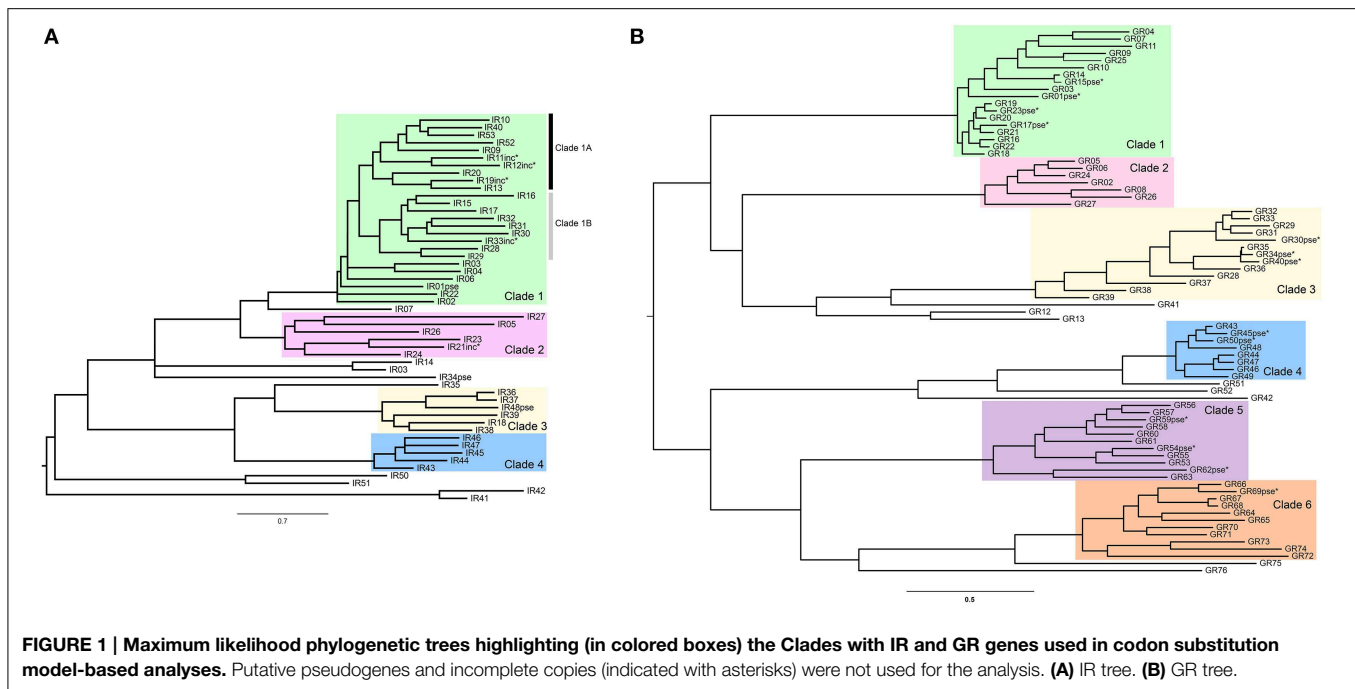 A
IR10
IR40
IR53
IR52
IR09
IR11inc*
IR12inc*
IR20
IR19inc*
IR13
Clade 1A
IR16
IR15
IR17
IR32
IR31
IR30
IR33inc*
IR28
IR29
Clade 1B
IR03
IR04
IR06
IR01pse
IR22
IR02
Clade 1
IR07
IR27
IR05
IR26
IR23
IR21inc*
IR24
Clade 2
IR14
IR03
IR34pse
IR35
IR36
IR37
IR48pse
IR39
IR18
IR38
Clade 3
IR46
IR47
IR45
IR44
IR43
Clade 4
IR50
IR51
IR42
IR41
0.7
B
GR04
GR07
GR11
GR09
GR25
GR10
GR14
GR15pse*
GR03
GR01pse*
GR19
GR23pse*
GR20
GR17pse*
GR21
GR16
GR22
GR18
Clade 1
GR05
GR06
GR24
GR02
GR08
GR26
GR27
Clade 2
GR32
GR33
GR29
GR31
GR30pse*
GR35
GR34pse*
GR40pse*
GR36
GR28
GR37
GR38
GR39
Clade 3
GR41
GR12
GR13
GR43
GR45pse*
GR50pse*
GR48
GR44
GR47
GR46
GR49
Clade 4
GR51
GR52
GR42
GR56
GR57
GR59pse*
GR58
GR60
GR61
GR54pse*
GR55
GR53
GR62pse*
GR63
Clade 5
GR66
GR69pse*
GR67
GR68
GR64
GR65
GR70
GR71
GR73
GR74
GR72
Clade 6
GR75
GR76
0.5
FIGURE 1 | Maximum likelihood phylogenetic trees highlighting (in colored boxes) the Clades with IR and GR genes used in codon substitution
model-based analyses. Putative pseudogenes and incomplete copies (indicated with asterisks) were not used for the analysis. (A) IR tree. (B) GR tree.